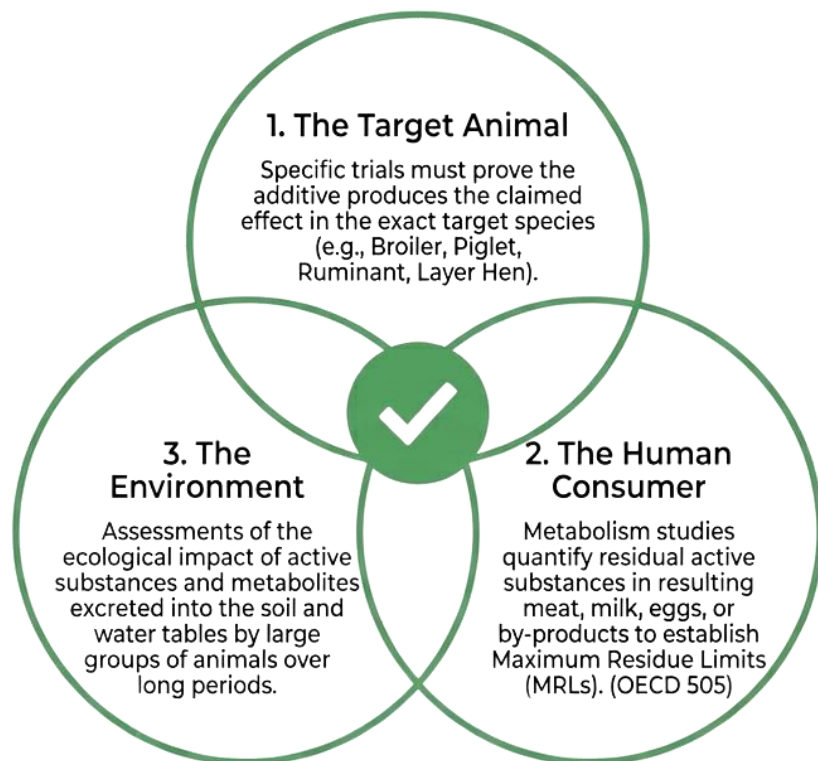 1. The Target Animal
Specific trials must prove the
additive produces the claimed
effect in the exact target species
(e.g., Broiler, Piglet,
Ruminant, Layer Hen).
2. The Human
Consumer
Metabolism studies
quantify residual active
substances in resulting
meat, milk, eggs, or
by-products to establish
Maximum Residue Limits
(MRLs). (OECD 505)
3. The
Environment
Assessments of the
ecological impact of active
substances and metabolites
excreted into the soil and
water tables by large
groups of animals over
long periods.